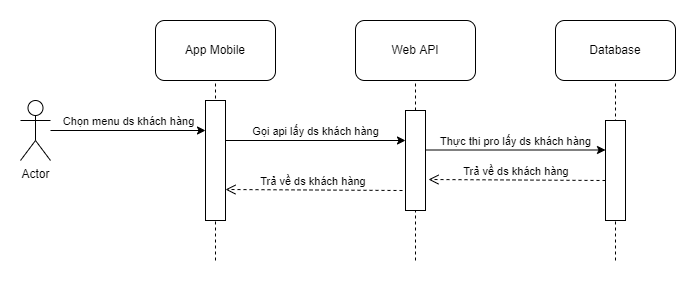 App Mobile
Web API
Database
Chọn menu ds khách hàng
Gọi api lấy ds khách hàng
Thực thi pro lấy ds khách hàng
Actor
Trả về ds khách hàng
Trả về ds khách hàng